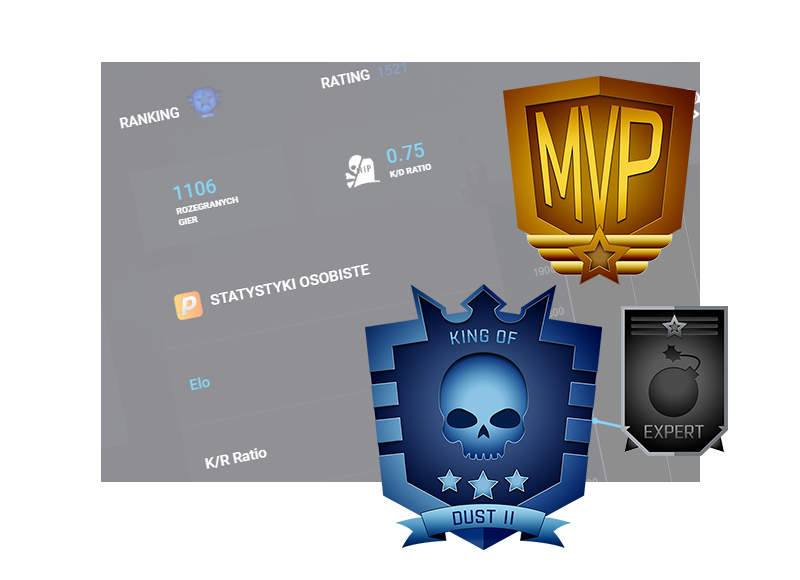 RATING 1521
RANKING
MVP
1106
ROZEGRANYCH
GIER
RIP
0.75
K/D RATIO
P STATYSTYKI OSOBISTE
KING OF
DUST II
EXPERT
Elo
K/R Ratio